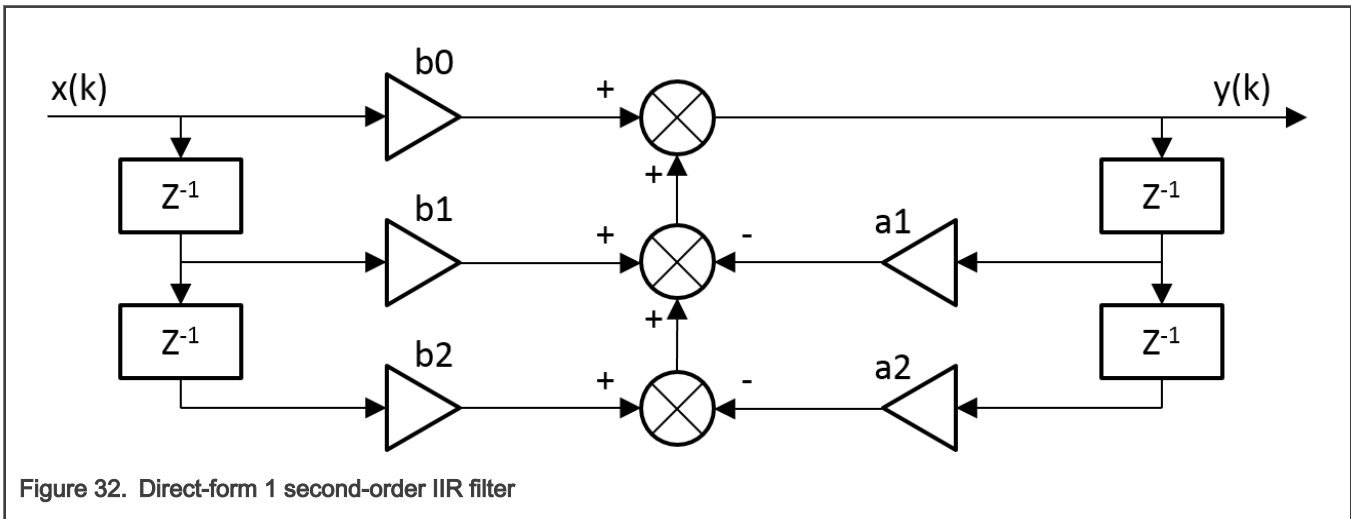 b0
x(k)
+
y(k)
Z-1
+
Z-1
b1
+
-
a1
Z-1
+
Z-1
b2
+
-
a2
Figure 32. Direct-form 1 second-order IIR filter